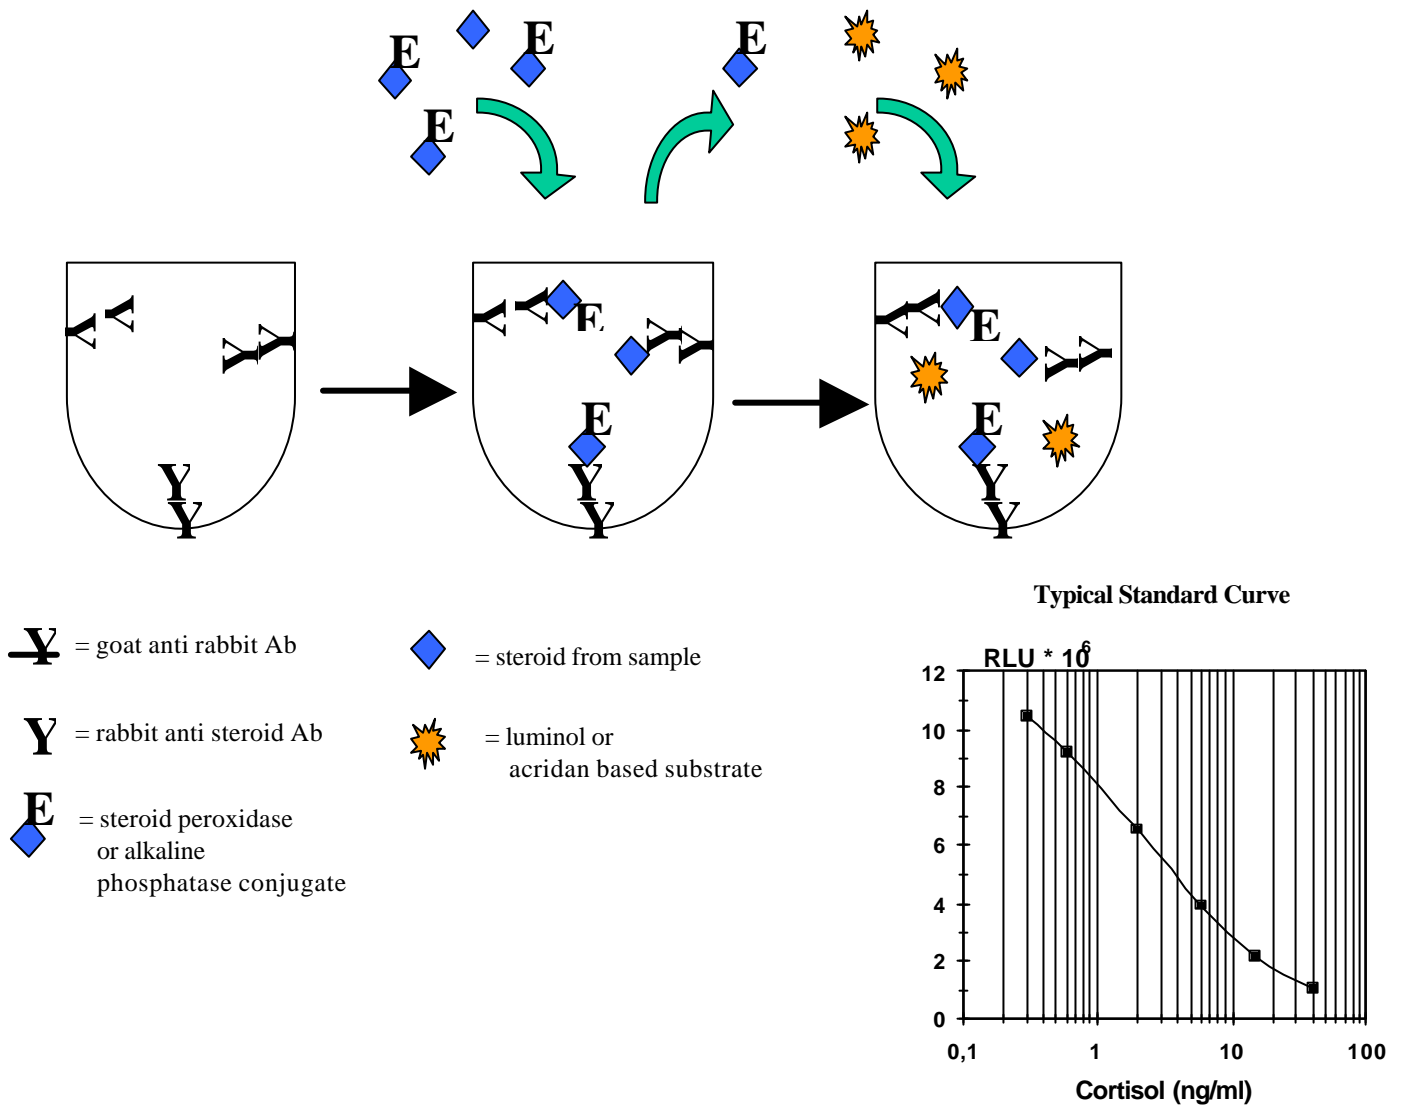 E
E
E
E
E
E
E
E
Y
Y
Y
Y
Y
Y
Y = goat anti rabbit Ab
Y = rabbit anti steroid Ab
E = steroid peroxidase
or alkaline
phosphatase conjugate
= steroid from sample
= luminol or
acridan based substrate
Typical Standard Curve
RLU * 10⁶
12
10
8
6
4
2
0
0,1 1 10 100
Cortisol (ng/ml)